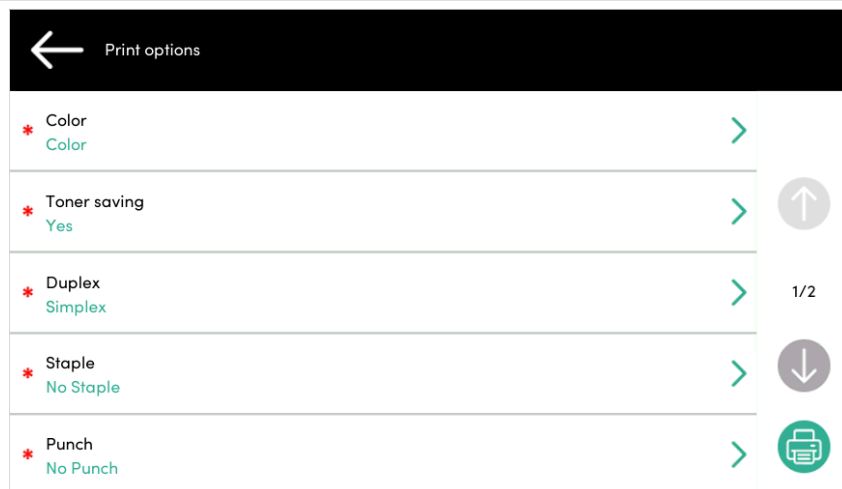 Print options
* Color
Color
* Toner saving
Yes
* Duplex
Simplex
* Staple
No Staple
* Punch
No Punch
1/2